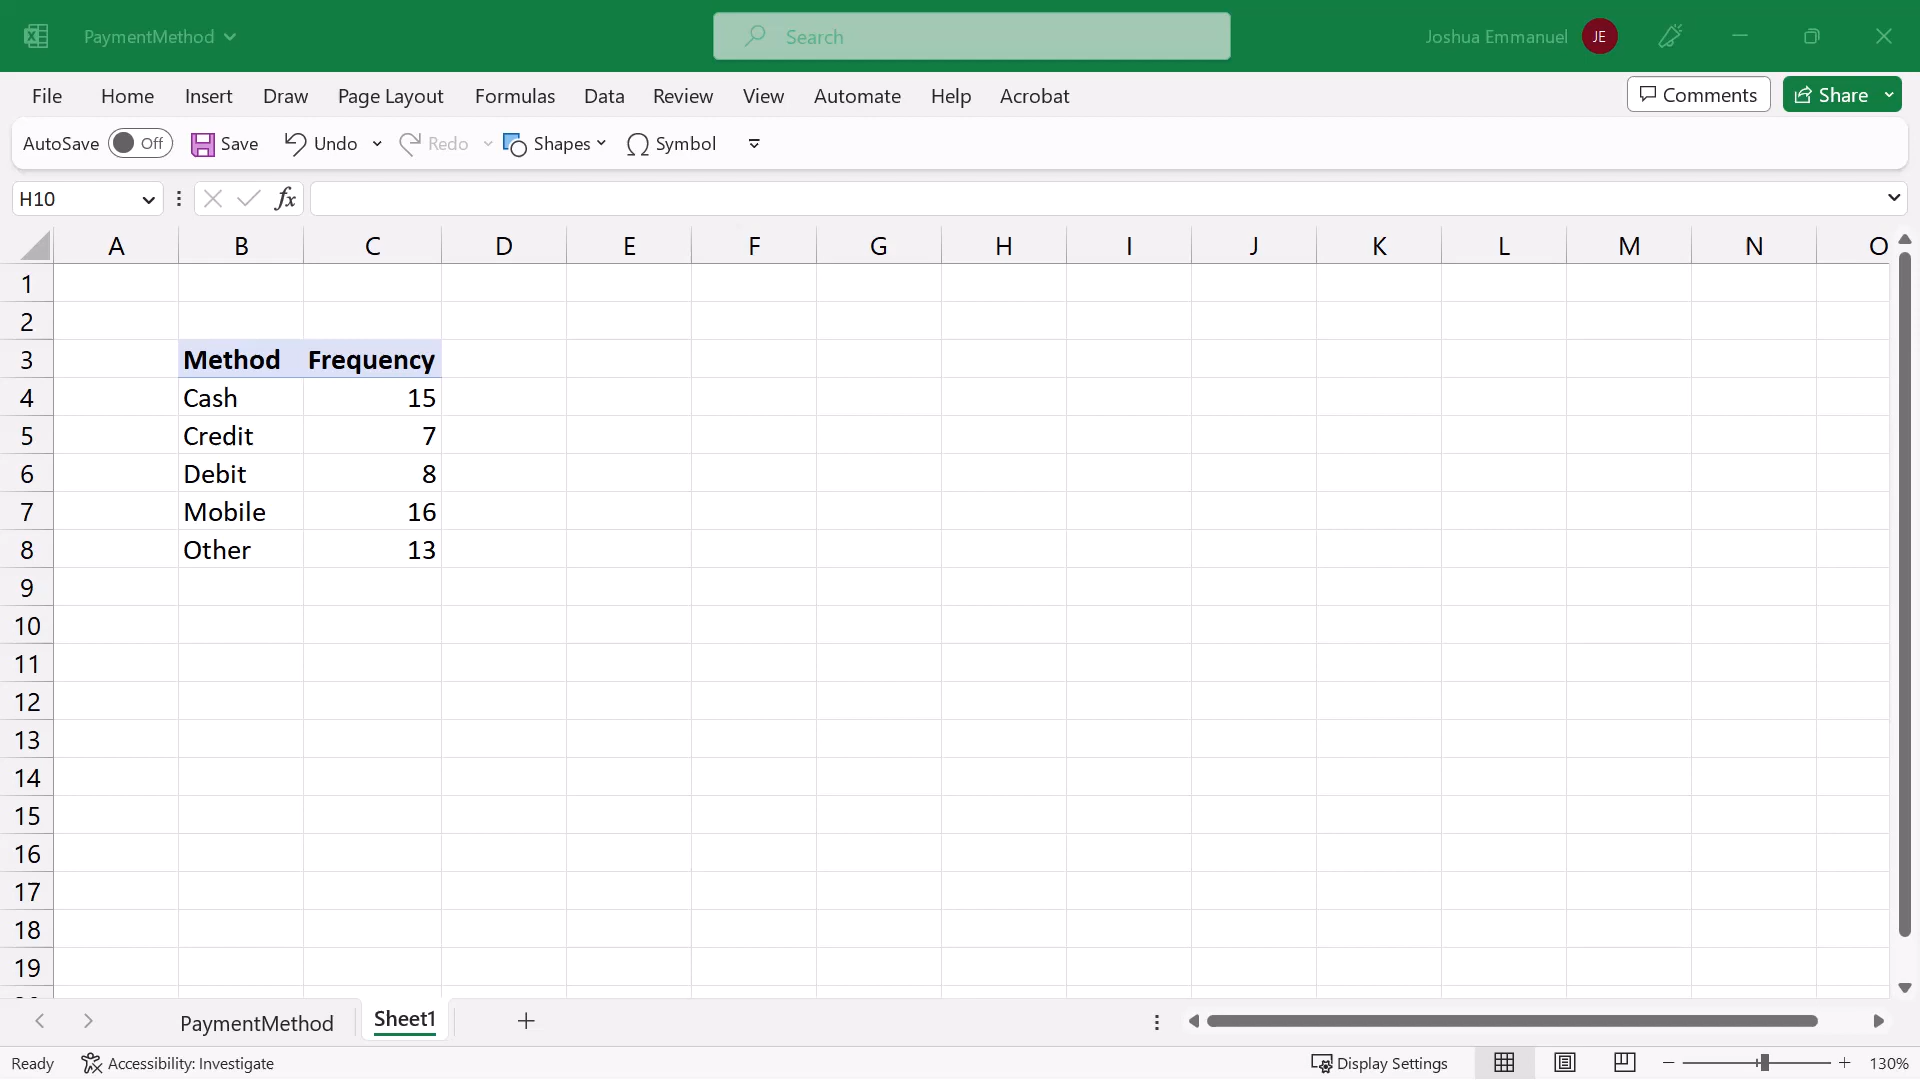 PaymentMethod
Search
Joshua Emmanuel JE
File Home Insert Draw Page Layout Formulas Data Review View Automate Help Acrobat Comments Share
AutoSave Off Save Undo Redo Shapes Symbol
H10 fx
A B C D E F G H I J K L M N O
1
2
3 Method Frequency
4 Cash 15
5 Credit 7
6 Debit 8
7 Mobile 16
8 Other 13
9
10
11
12
13
14
15
16
17
18
19
PaymentMethod Sheet1
Ready Accessibility: Investigate Display Settings 130%